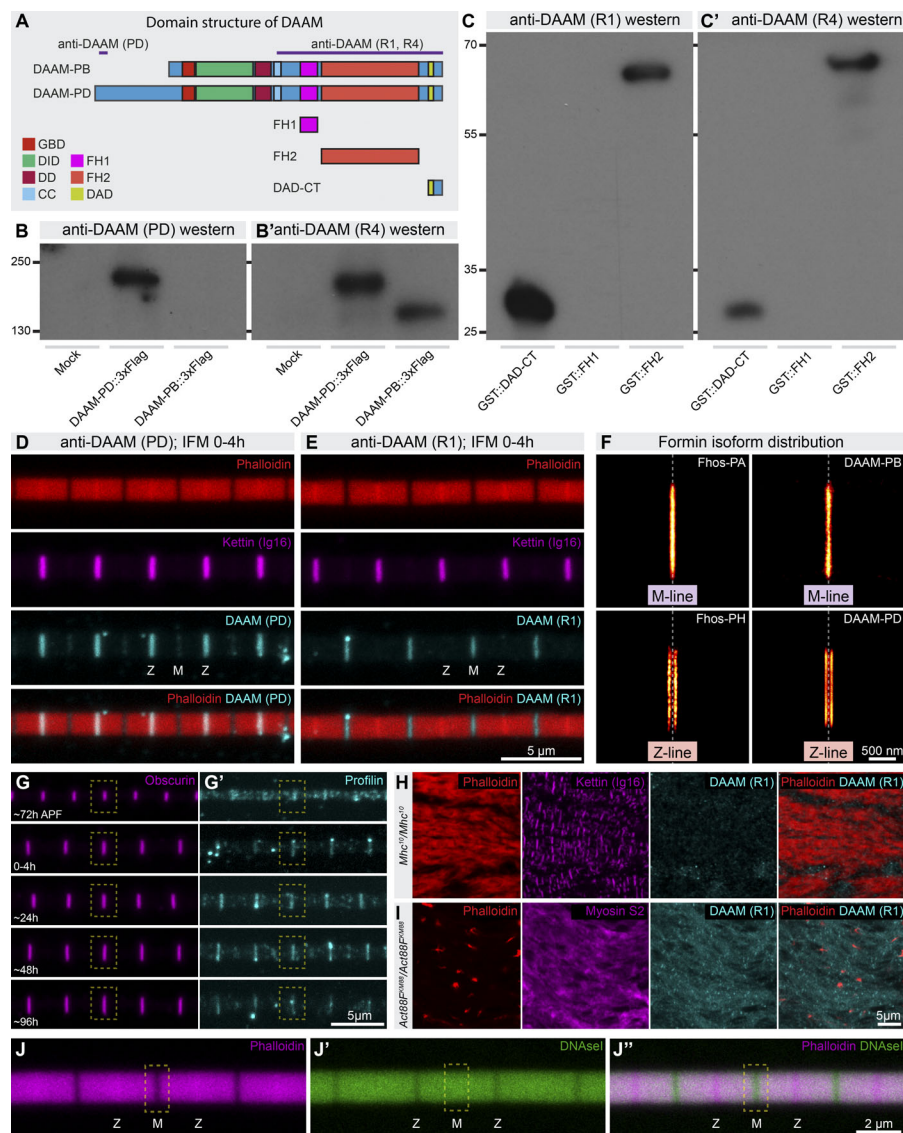 A Domain structure of DAAM
anti-DAAM (PD)
anti-DAAM (R1, R4)
DAAM-PB
DAAM-PD
FH1
FH2
DAD-CT
GBD
DID FH1
DD FH2
CC DAD
B anti-DAAM (PD) western
B' anti-DAAM (R4) western
250
130
Mock
DAAM-PD::3xFlag
DAAM-PB::3xFlag
Mock
DAAM-PD::3xFlag
DAAM-PB::3xFlag
C anti-DAAM (R1) western
C' anti-DAAM (R4) western
70
55
35
25
GST::DAD-CT
GST::FH1
GST::FH2
GST::DAD-CT
GST::FH1
GST::FH2
D anti-DAAM (PD); IFM 0-4h
Phalloidin
Kettin (Ig16)
DAAM (PD)
Z M Z
Phalloidin DAAM (PD)
E anti-DAAM (R1); IFM 0-4h
Phalloidin
Kettin (Ig16)
DAAM (R1)
Z M Z
Phalloidin DAAM (R1)
5 µm
F Formin isoform distribution
Fhos-PA
M-line
DAAM-PB
M-line
Fhos-PH
Z-line
DAAM-PD
Z-line
500 nm
G Obscurin
G' Profilin
~72h APF
0-4h
~24h
~48h
~96h
5µm
H Mhc¹⁰/Mhc¹⁰
Phalloidin
Kettin (Ig16)
DAAM (R1)
Phalloidin DAAM (R1)
I Act88Fᴷᴹ⁸⁸/Act88Fᴷᴹ⁸⁸
Phalloidin
Myosin S2
DAAM (R1)
Phalloidin DAAM (R1)
5µm
J Phalloidin
Z M Z
J' DNAseI
Z M Z
J" Phalloidin DNAseI
Z M Z
2 µm